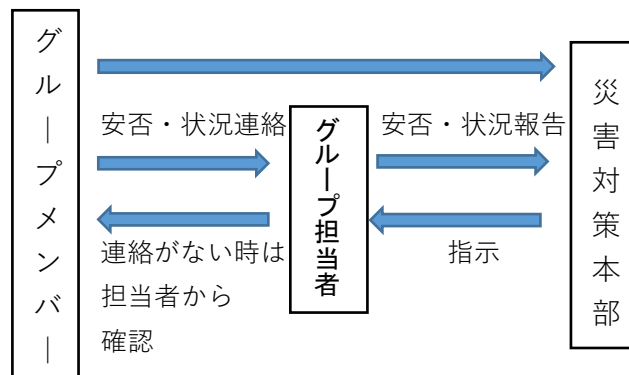 グループメンバー
安否・状況連絡
連絡がない時は
担当者から
確認
グループ担当者
安否・状況報告
指示
災害対策本部